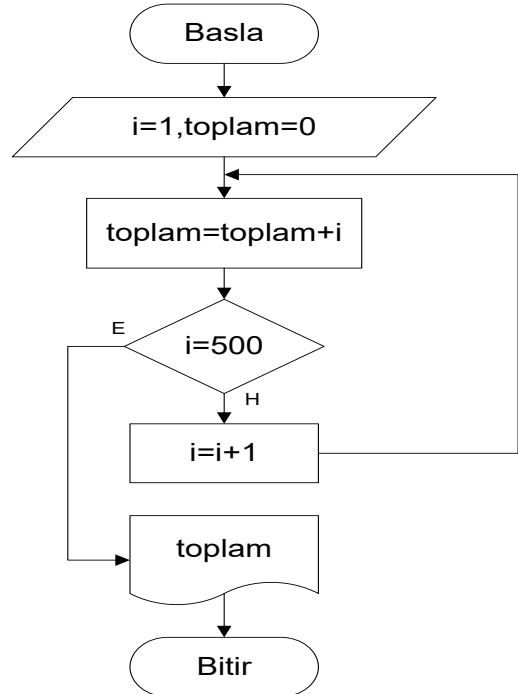 Basla
i=1,toplam=0
toplam=toplam+i
E
i=500
H
i=i+1
toplam
Bitir